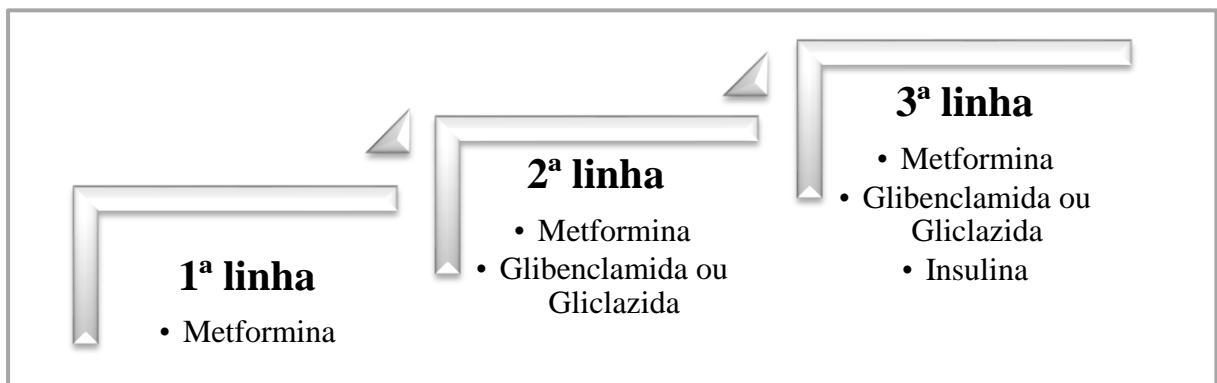 1ª linha
• Metformina
2ª linha
• Metformina
• Glibenclamida ou
Gliclazida
3ª linha
• Metformina
• Glibenclamida ou
Gliclazida
• Insulina